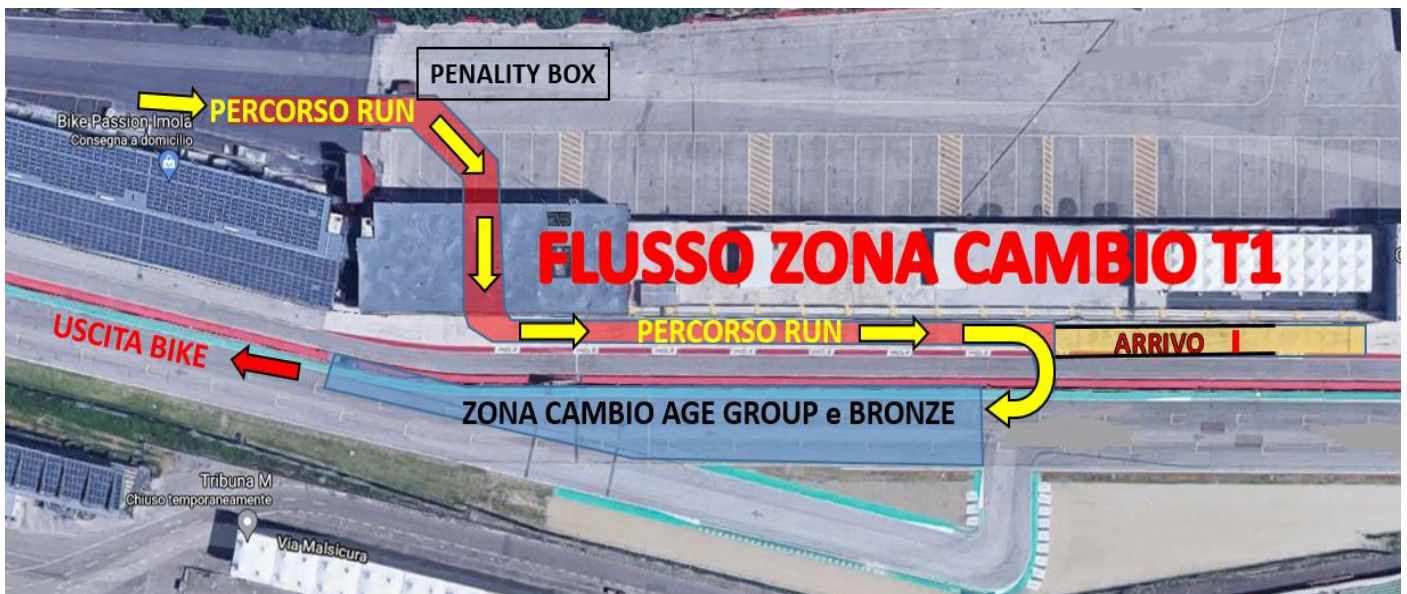 PENALITY BOX
PERCORSO RUN
Bike Passion Imola
Consegna a domicilio
FLUSSO ZONA CAMBIO T1
USCITA BIKE
PERCORSO RUN
ARRIVO
ZONA CAMBIO AGE GROUP e BRONZE
Tribuna M
Chiuso temporaneamente
Via Malsicura